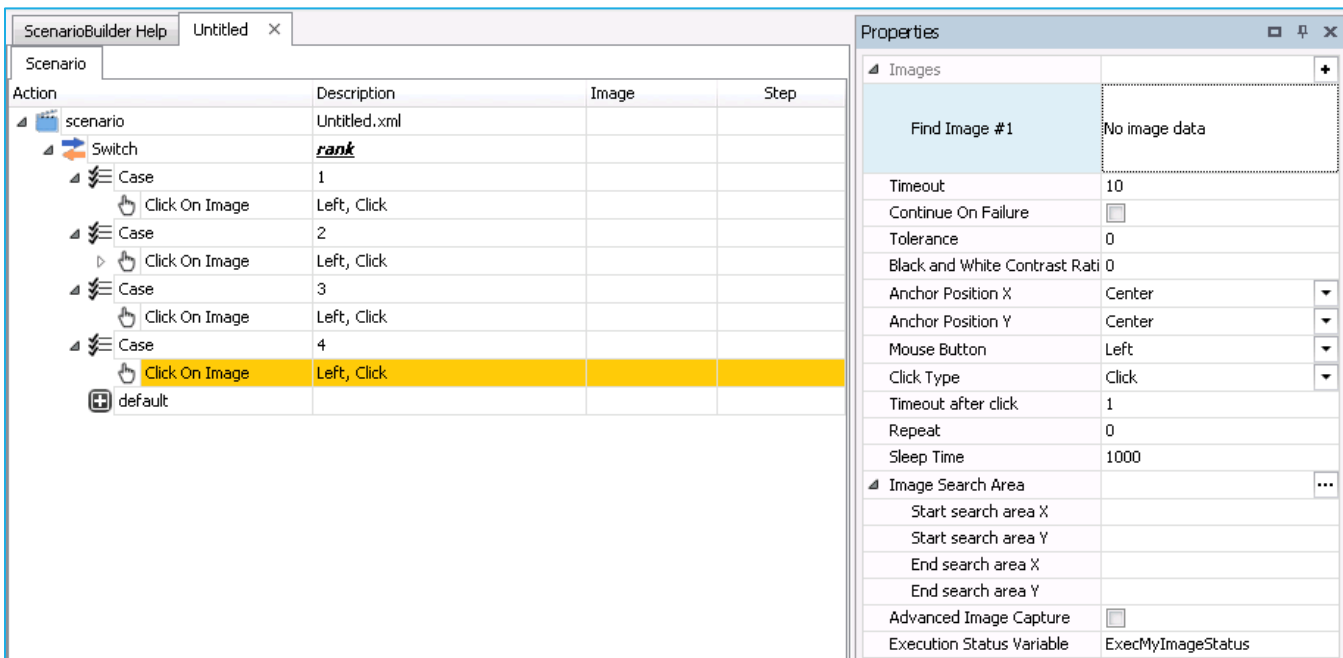 ScenarioBuilder Help Untitled
Scenario
Action Description Image Step
scenario Untitled.xml
Switch rank
Case 1
Click On Image Left, Click
Case 2
Click On Image Left, Click
Case 3
Click On Image Left, Click
Case 4
Click On Image Left, Click
default
Properties
Images
Find Image #1 No image data
Timeout 10
Continue On Failure
Tolerance 0
Black and White Contrast Rati 0
Anchor Position X Center
Anchor Position Y Center
Mouse Button Left
Click Type Click
Timeout after click 1
Repeat 0
Sleep Time 1000
Image Search Area ...
Start search area X
Start search area Y
End search area X
End search area Y
Advanced Image Capture
Execution Status Variable ExecMyImageStatus